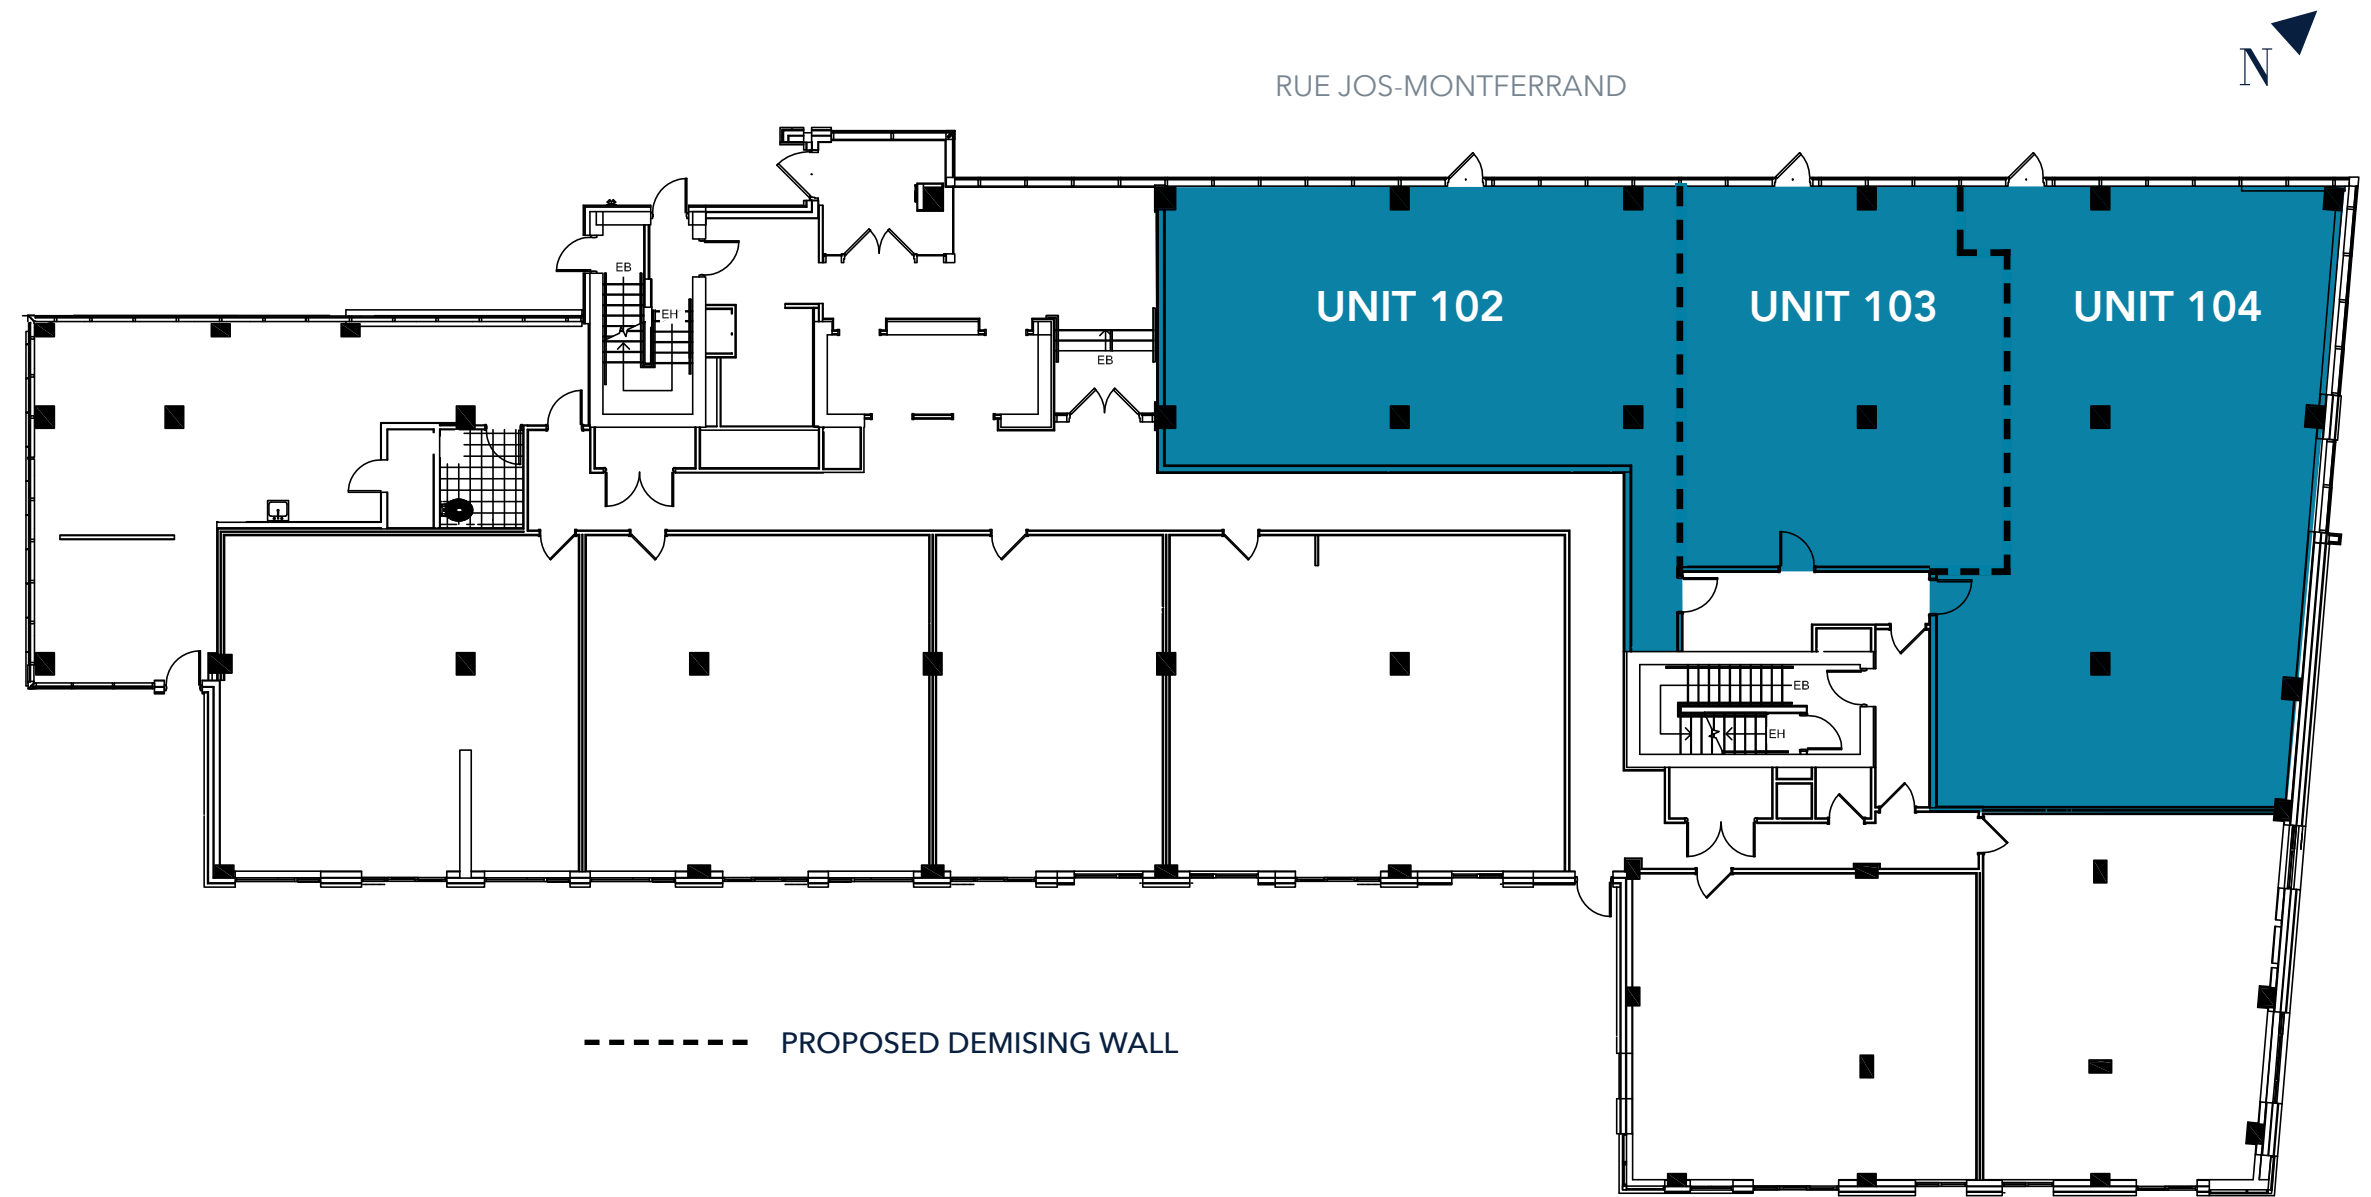 N
RUE JOS-MONTFERRAND
EB
EH
UNIT 102
UNIT 103
UNIT 104
EB
EB
EH
PROPOSED DEMISING WALL